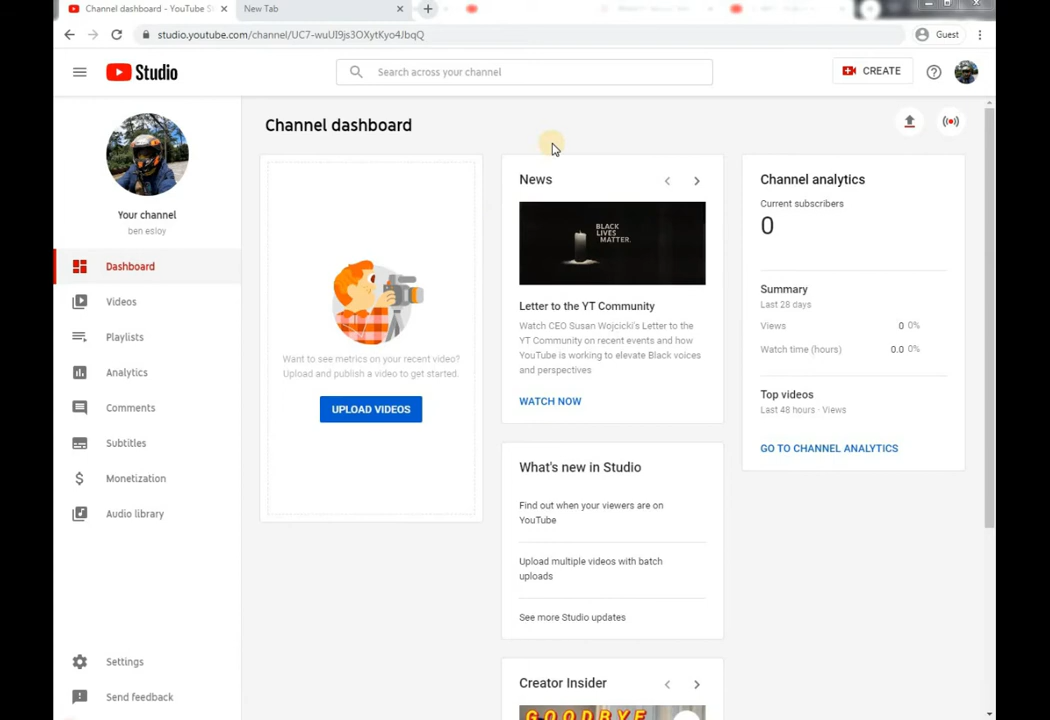 Channel dashboard - YouTube S
New Tab
studio.youtube.com/channel/UC7-wuUI9js3OXytKyo4JbqQ
Guest
Studio
Search across your channel
CREATE
Your channel
ben esloy
Dashboard
Videos
Playlists
Analytics
Comments
Subtitles
Monetization
Audio library
Settings
Send feedback
Channel dashboard
Want to see metrics on your recent video?
Upload and publish a video to get started.
UPLOAD VIDEOS
News
BLACK
LIVES
MATTER.
Letter to the YT Community
Watch CEO Susan Wojcicki's Letter to the
YT Community on recent events and how
YouTube is working to elevate Black voices
and perspectives
WATCH NOW
What's new in Studio
Find out when your viewers are on
YouTube
Upload multiple videos with batch
uploads
See more Studio updates
Creator Insider
GOODBYE
Channel analytics
Current subscribers
0
Summary
Last 28 days
Views 0 0%
Watch time (hours) 0.0 0%
Top videos
Last 48 hours · Views
GO TO CHANNEL ANALYTICS